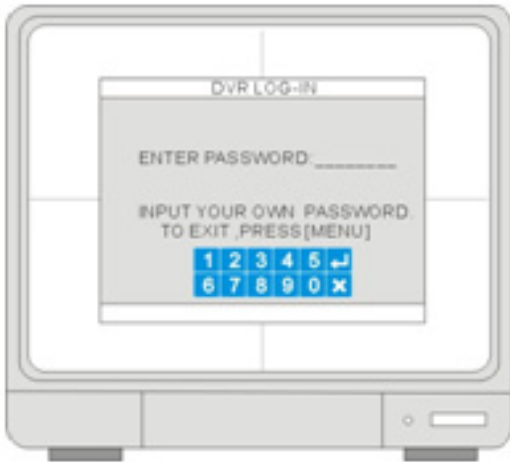 DVR LOG-IN
ENTER PASSWORD:________
INPUT YOUR OWN PASSWORD.
TO EXIT ,PRESS[MENU]
1 2 3 4 5 ↵
6 7 8 9 0 ×